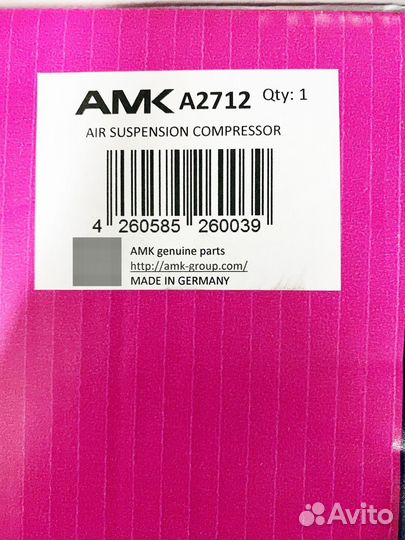 AMK A2712 Qty: 1
AIR SUSPENSION COMPRESSOR
4 260585 260039
AMK genuine parts
http://amk-group.com/
MADE IN GERMANY
Avito